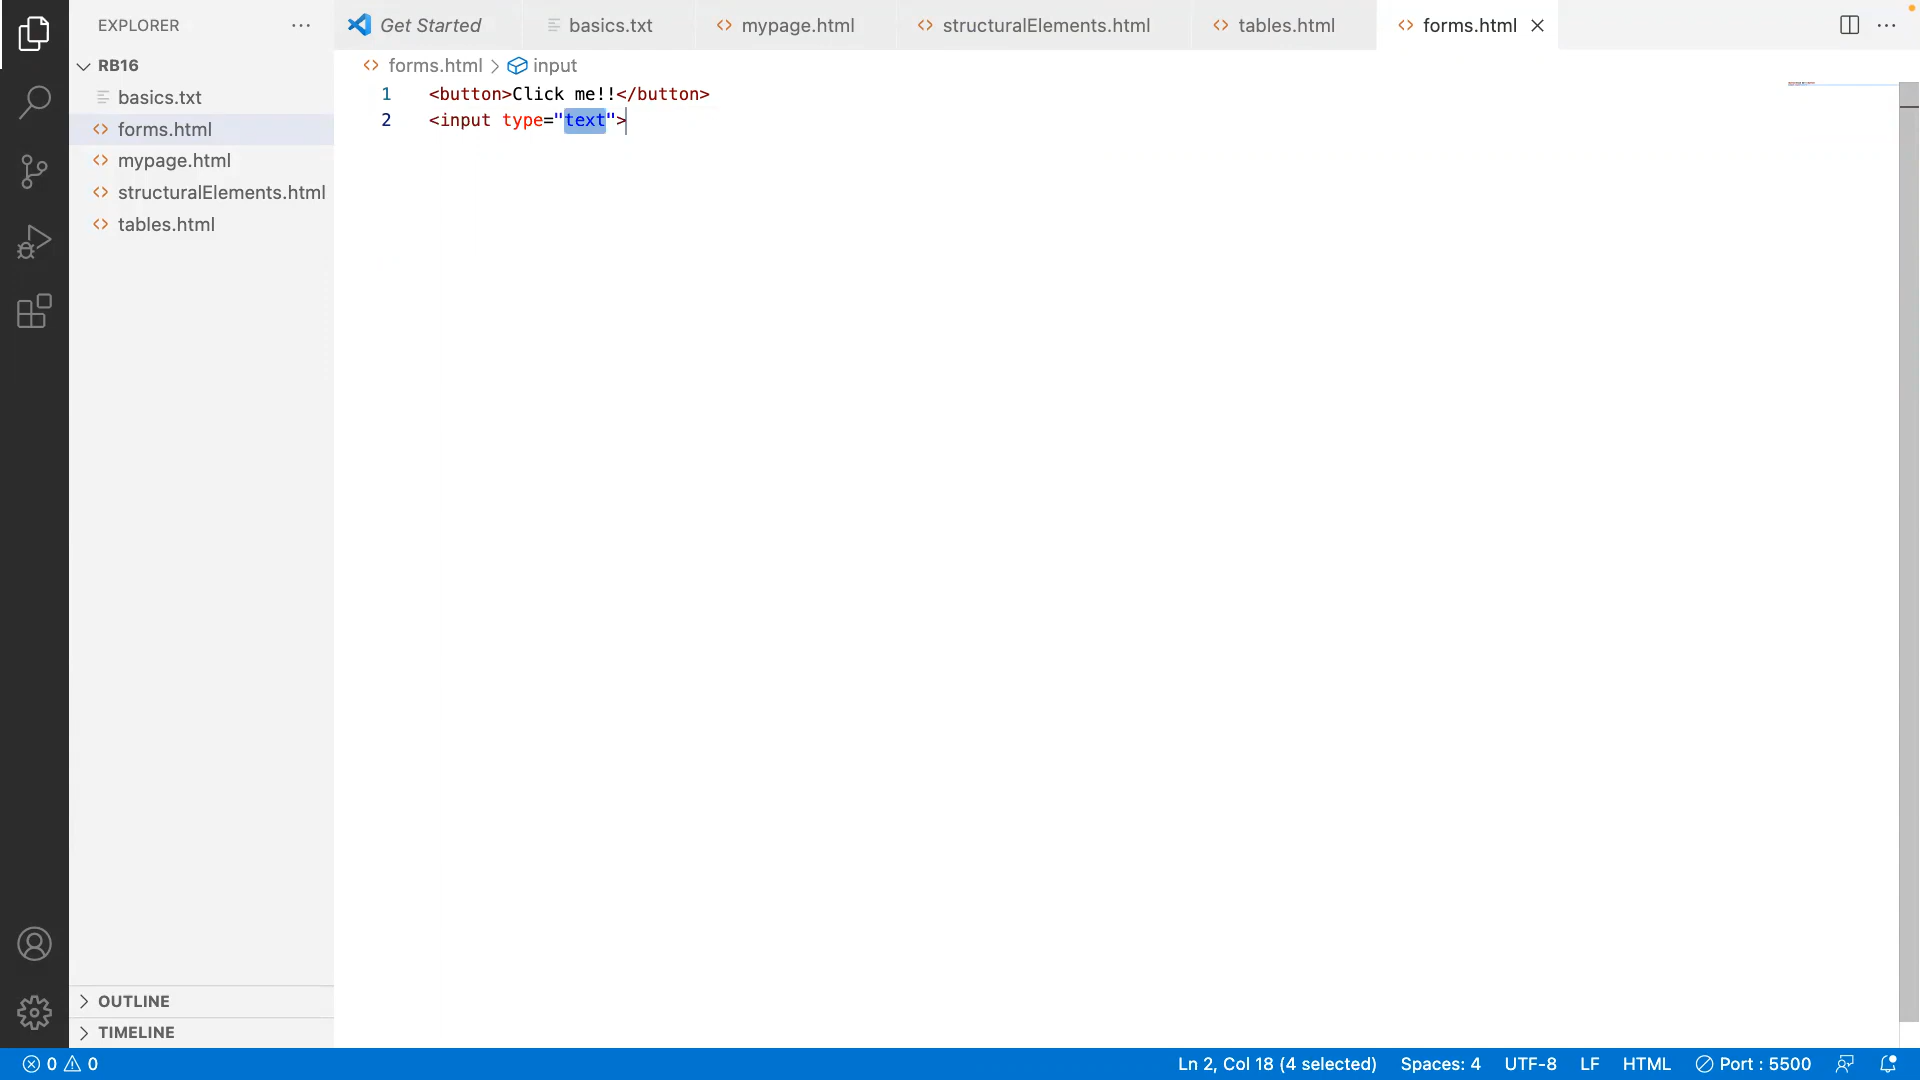 EXPLORER
RB16
basics.txt
forms.html
mypage.html
structuralElements.html
tables.html
OUTLINE
TIMELINE
Get Started
basics.txt
mypage.html
structuralElements.html
tables.html
forms.html
forms.html > input
1 <button>Click me!!</button>
2 <input type="text">
0 0
Ln 2, Col 18 (4 selected)
Spaces: 4
UTF-8
LF
HTML
Port : 5500